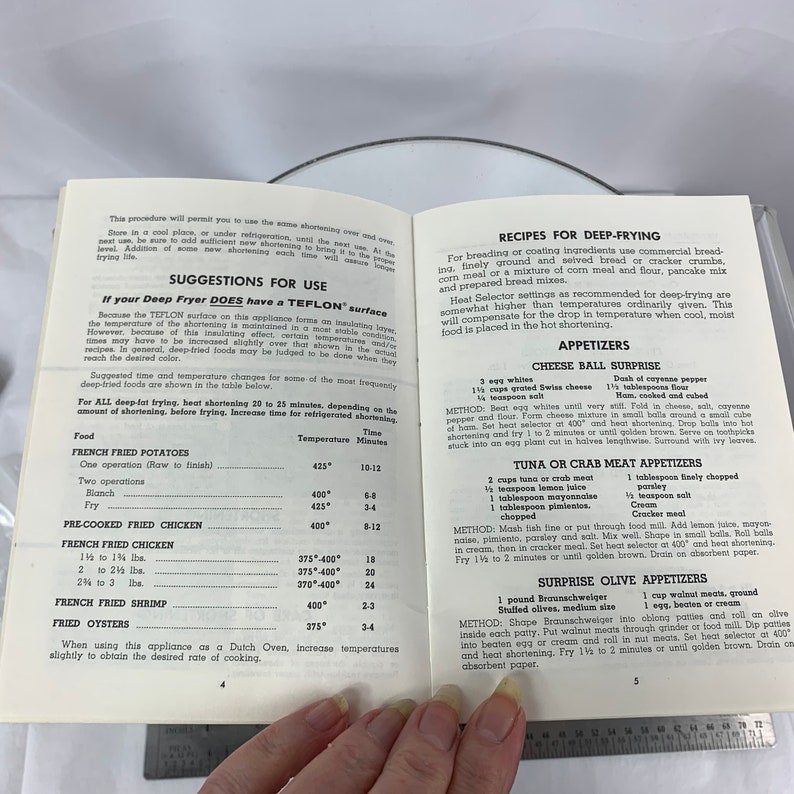 This procedure will permit you to use the same shortening over and over.
Store in a cool place, or under refrigeration, until the next use. At the
next use, be sure to add sufficient new shortening to bring it to the proper
level. Addition of some new shortening each time will assure longer
frying life.
SUGGESTIONS FOR USE
If your Deep Fryer DOES have a TEFLON® surface
Because the TEFLON surface on this appliance forms an insulating layer,
the temperature of the shortening is maintained in a most stable condition.
However, because of this insulating effect, certain temperatures and/or
times may have to be increased slightly over that shown in the actual
recipes. In general, deep-fried foods may be judged to be done when they
reach the desired color.
Suggested time and temperature changes for some of the most frequently
deep-fried foods are shown in the table below.
For ALL deep-fat frying, heat shortening 20 to 25 minutes, depending on the
amount of shortening, before frying. Increase time for refrigerated shortening.
Food Temperature Time Minutes
FRENCH FRIED POTATOES
One operation (Raw to finish) 425° 10-12
Two operations
Blanch 400° 6-8
Fry 425° 3-4
PRE-COOKED FRIED CHICKEN 400° 8-12
FRENCH FRIED CHICKEN
1½ to 1¾ lbs. 375°-400° 18
2 to 2½ lbs. 375°-400° 20
2¾ to 3 lbs. 370°-400° 24
FRENCH FRIED SHRIMP 400° 2-3
FRIED OYSTERS 375° 3-4
When using this appliance as a Dutch Oven, increase temperatures
slightly to obtain the desired rate of cooking.
4
RECIPES FOR DEEP-FRYING
For breading or coating ingredients use commercial bread-
ing, finely ground and seived bread or cracker crumbs,
corn meal or a mixture of corn meal and flour, pancake mix
and prepared bread mixes.
Heat Selector settings as recommended for deep-frying are
somewhat higher than temperatures ordinarily given. This
will compensate for the drop in temperature when cool, moist
food is placed in the hot shortening.
APPETIZERS
CHEESE BALL SURPRISE
3 egg whites Dash of cayenne pepper
1½ cups grated Swiss cheese 1½ tablespoons flour
¼ teaspoon salt Ham, cooked and cubed
METHOD: Beat egg whites until very stiff. Fold in cheese, salt, cayenne
pepper and flour. Form cheese mixture in small balls around a small cube
of ham. Set heat selector at 400° and heat shortening. Drop balls into hot
shortening and fry 1 to 2 minutes or until golden brown. Serve on toothpicks
stuck into an egg plant cut in halves lengthwise. Surround with ivy leaves.
TUNA OR CRAB MEAT APPETIZERS
2 cups tuna or crab meat 1 tablespoon finely chopped
½ teaspoon lemon juice parsley
1 tablespoon mayonnaise ½ teaspoon salt
1 tablespoon pimientos, Cream
chopped Cracker meal
METHOD: Mash fish fine or put through food mill. Add lemon juice, mayon-
naise, pimiento, parsley and salt. Mix well. Shape in small balls. Roll balls
in cream, then in cracker meal. Set heat selector at 400° and heat shortening.
Fry 1½ to 2 minutes or until golden brown. Drain on absorbent paper.
SURPRISE OLIVE APPETIZERS
1 pound Braunschweiger 1 cup walnut meats, ground
Stuffed olives, medium size 1 egg, beaten or cream
METHOD: Shape Braunschweiger into oblong patties and roll an olive
inside each patty. Put walnut meats through grinder or food mill. Dip patties
into beaten egg or cream and roll in nut meats. Set heat selector at 400°
and heat shortening. Fry 1½ to 2 minutes or until golden brown. Drain on
absorbent paper.
5
INCHES
PICAS